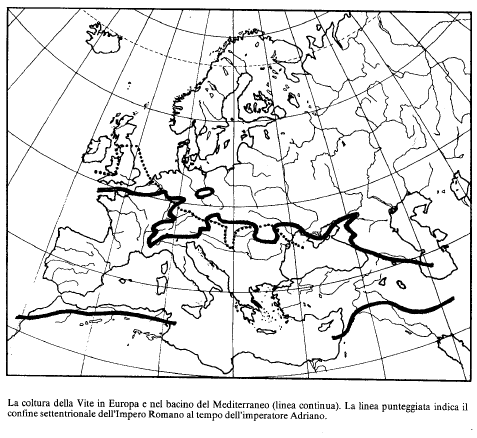 La coltura della Vite in Europa e nel bacino del Mediterraneo (linea continua). La linea punteggiata indica il
confine settentrionale dell'Impero Romano al tempo dell'imperatore Adriano.